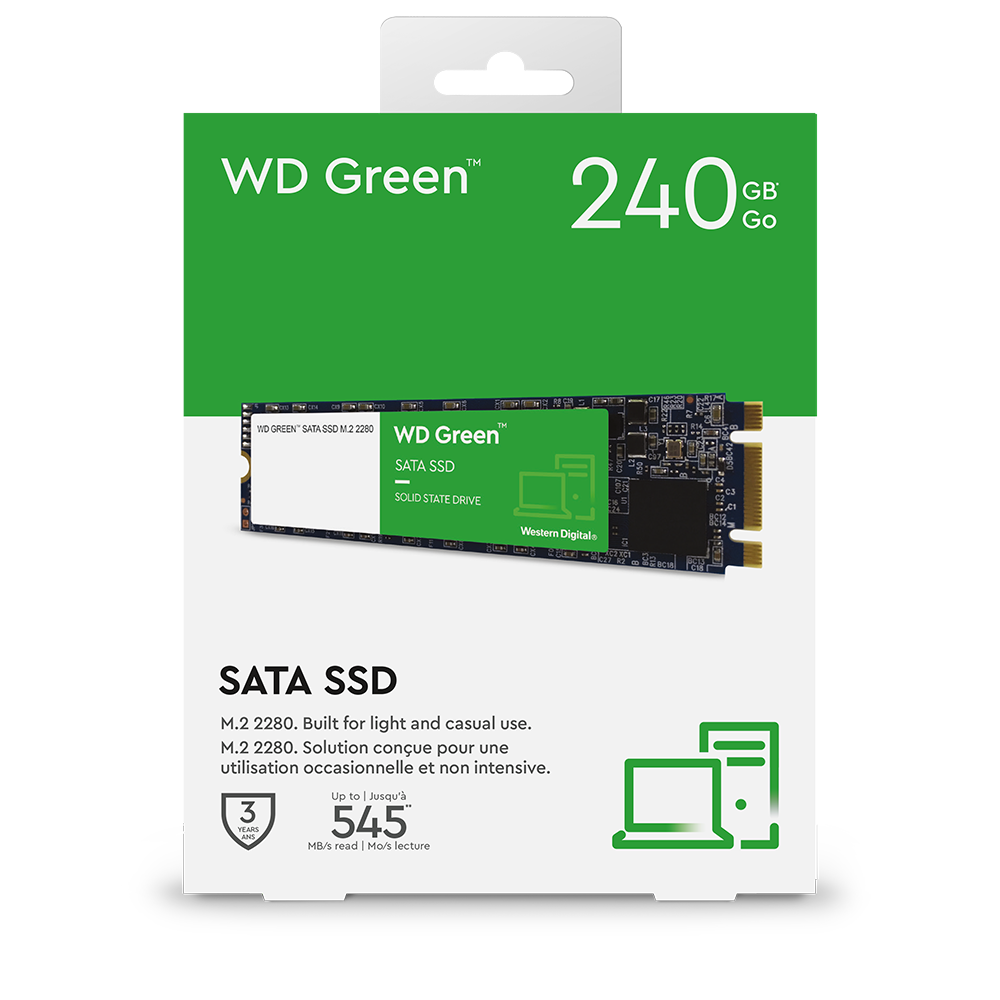 WD Green™
240 GB*
Go
WD GREEN™ SATA SSD M.2 2280
WD Green™
SATA SSD
SOLID STATE DRIVE
Western Digital®
SATA SSD
M.2 2280. Built for light and casual use.
M.2 2280. Solution conçue pour une
utilisation occasionnelle et non intensive.
3
YEARS
ANS
Up to | Jusqu'à
545**
MB/s read | Mo/s lecture